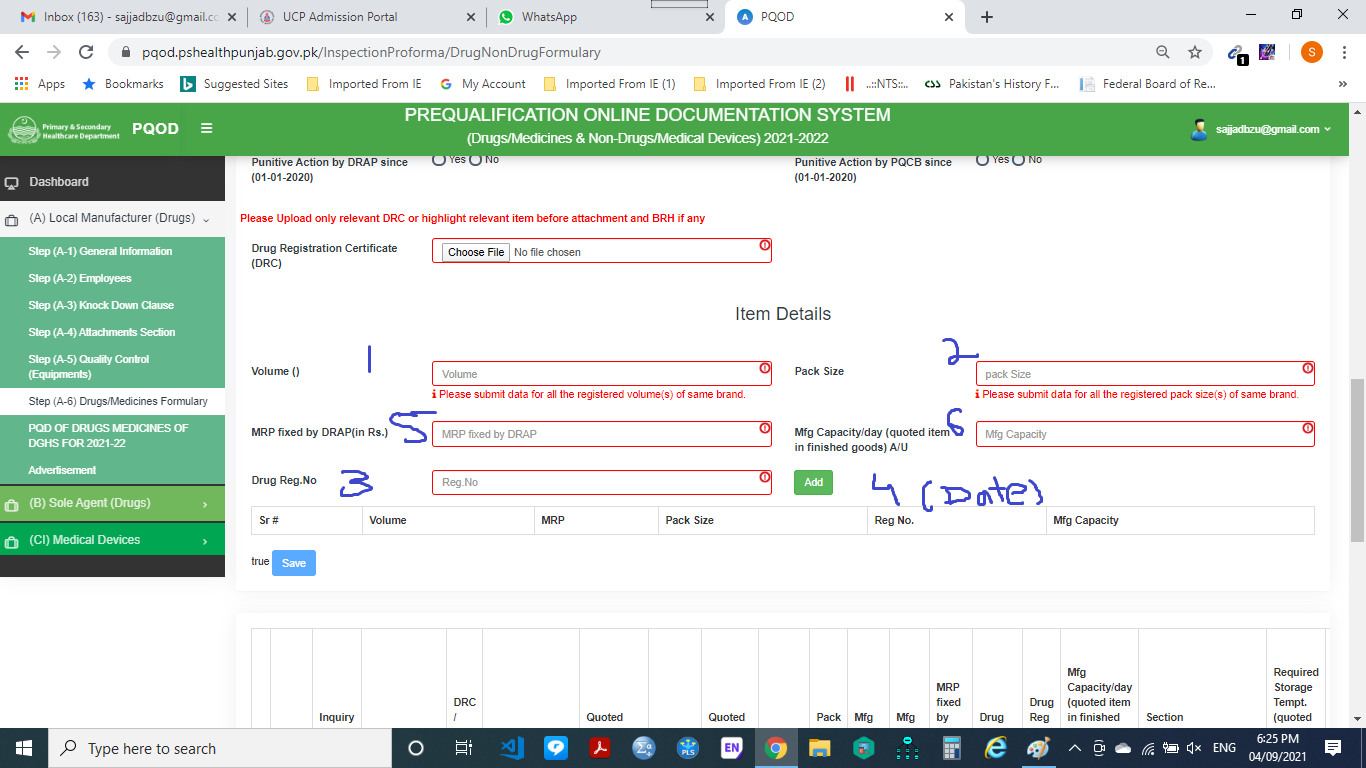 Inbox (163) - sajjadbzu@gmail.cc
UCP Admission Portal
WhatsApp
PQOD
pqod.pshealthpunjab.gov.pk/InspectionProforma/DrugNonDrugFormulary
Apps
Bookmarks
Suggested Sites
Imported From IE
My Account
Imported From IE (1)
Imported From IE (2)
..::NTS::..
Pakistan's History F...
Federal Board of Re...
Primary & Secondary
Healthcare Department
PQOD
PREQUALIFICATION ONLINE DOCUMENTATION SYSTEM
(Drugs/Medicines & Non-Drugs/Medical Devices) 2021-2022
sajjadbzu@gmail.com
Dashboard
(A) Local Manufacturer (Drugs)
Step (A-1) General Information
Step (A-2) Employees
Step (A-3) Knock Down Clause
Step (A-4) Attachments Section
Step (A-5) Quality Control
(Equipments)
Step (A-6) Drugs/Medicines Formulary
PQD OF DRUGS MEDICINES OF
DGHS FOR 2021-22
Advertisement
(B) Sole Agent (Drugs)
(CI) Medical Devices
Punitive Action by DRAP since
(01-01-2020)
Yes No
Punitive Action by PQCB since
(01-01-2020)
Yes No
Please Upload only relevant DRC or highlight relevant item before attachment and BRH if any
Drug Registration Certificate
(DRC)
Choose File No file chosen
Item Details
1
2
Volume ()
Volume
Please submit data for all the registered volume(s) of same brand.
Pack Size
pack Size
Please submit data for all the registered pack size(s) of same brand.
MRP fixed by DRAP(in Rs.)
5
MRP fixed by DRAP
Mfg Capacity/day (quoted item
in finished goods) A/U
6
Mfg Capacity
Drug Reg.No
3
Reg.No
Add
4 (Date)
Sr # Volume MRP Pack Size Reg No. Mfg Capacity
true Save
Inquiry
DRC
/
Quoted
Quoted
Pack
Mfg
Mfg
MRP
fixed
by
Drug
Drug
Reg
Mfg
Capacity/day
(quoted item
in finished
Section
Required
Storage
Tempt.
(quoted
Type here to search
ENG
6:25 PM
04/09/2021